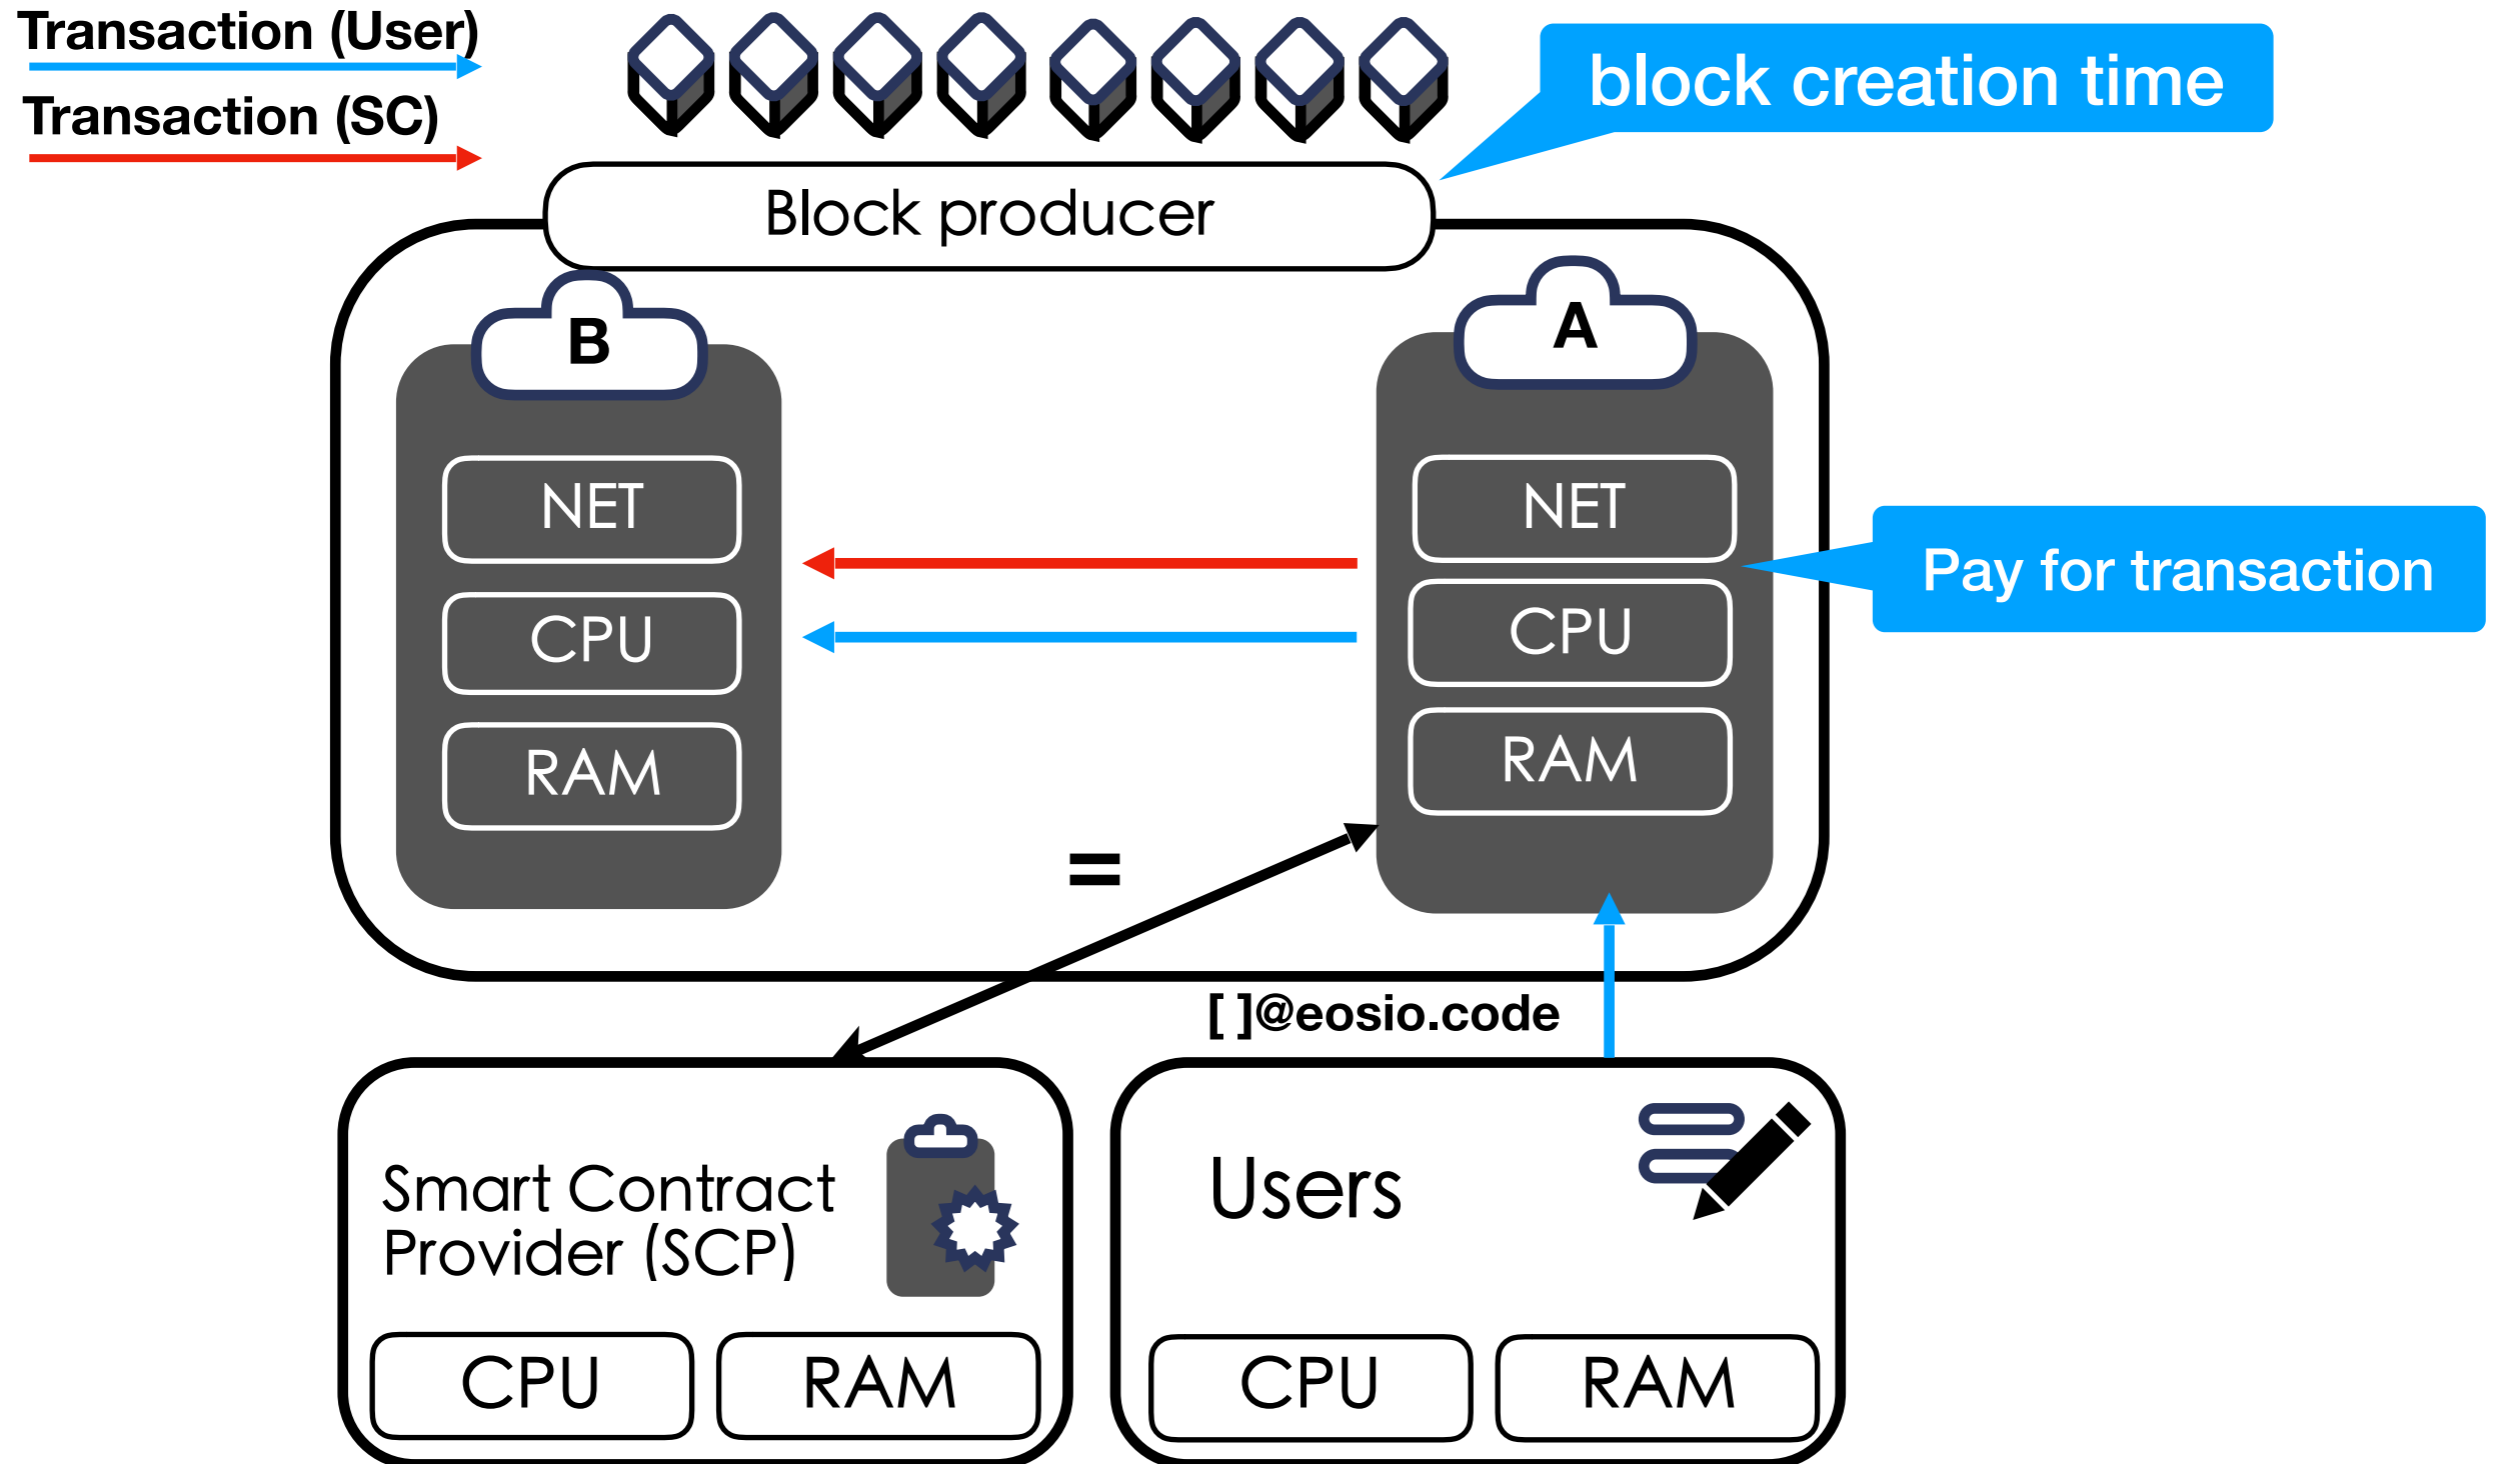 Transaction (User)
Transaction (SC)
block creation time
Block producer
B
A
NET
CPU
RAM
NET
CPU
RAM
Pay for transaction
=
[ ]@eosio.code
Smart Contract
Provider (SCP)
CPU
RAM
Users
CPU
RAM